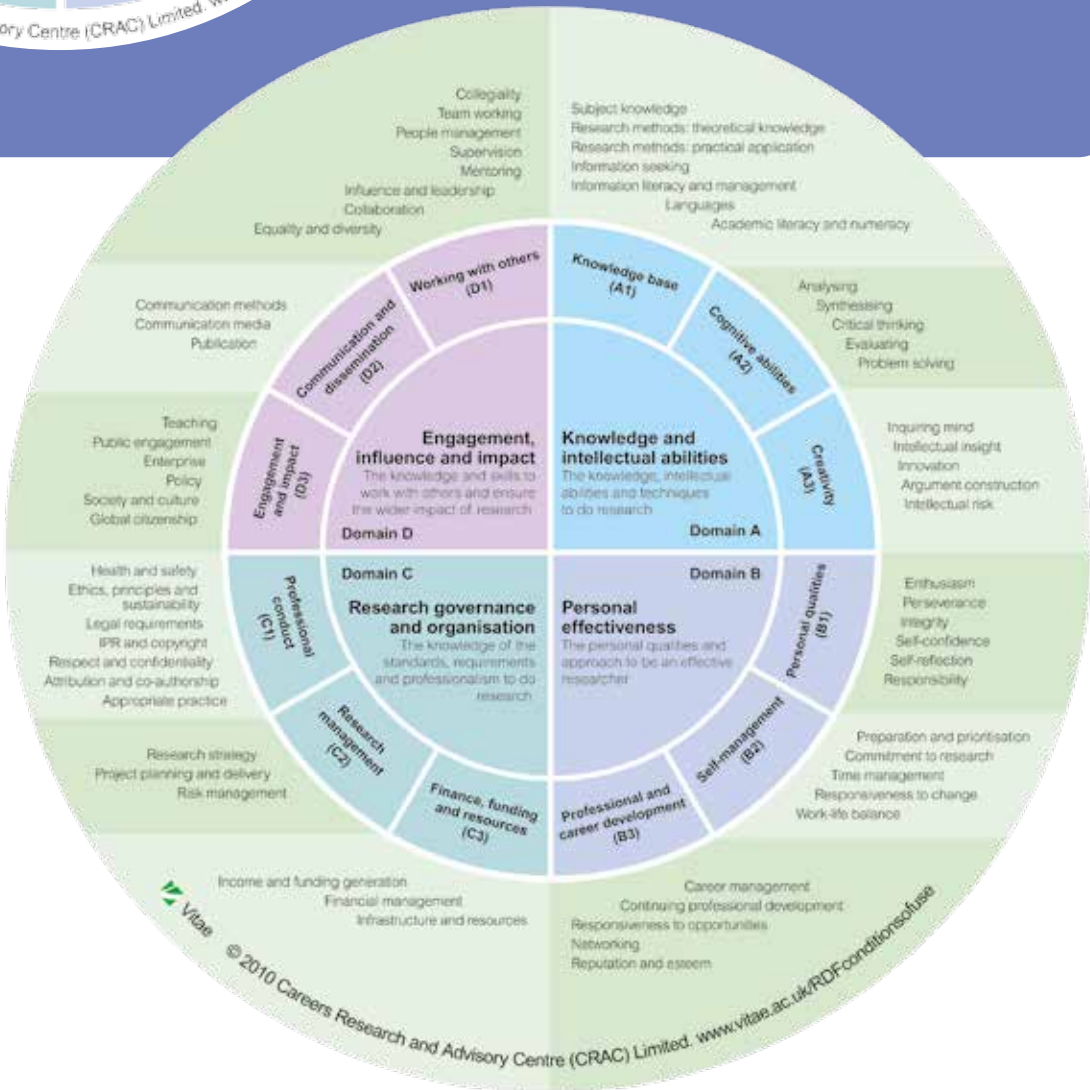 ory Centre (CRAC) Limited.
Collegiality
Team working
People management
Supervision
Mentoring
Influence and leadership
Collaboration
Equality and diversity
Subject knowledge
Research methods: theoretical knowledge
Research methods: practical application
Information seeking
Information literacy and management
Languages
Academic literacy and numeracy
Working with others
(D1)
Knowledge base
(A1)
Communication methods
Communication media
Publication
Communication and
dissemination
(D2)
Cognitive abilities
(A2)
Analysing
Synthesising
Critical thinking
Evaluating
Problem solving
Teaching
Public engagement
Enterprise
Policy
Society and culture
Global citizenship
Engagement
and impact
(D3)
Engagement,
influence and impact
The knowledge and skills to
work with others and ensure
the wider impact of research
Domain D
Knowledge and
intellectual abilities
The knowledge, intellectual
abilities and techniques
to do research
Domain A
Creativity
(A3)
Inquiring mind
Intellectual insight
Innovation
Argument construction
Intellectual risk
Health and safety
Ethics, principles and
sustainability
Legal requirements
IPR and copyright
Respect and confidentiality
Attribution and co-authorship
Appropriate practice
Professional
conduct
(C1)
Domain C
Research governance
and organisation
The knowledge of the
standards, requirements
and professionalism to do
research
Domain B
Personal
effectiveness
The personal qualities and
approach to be an effective
researcher
Personal qualities
(B1)
Enthusiasm
Perseverance
Integrity
Self-confidence
Self-reflection
Responsibility
Research strategy
Project planning and delivery
Risk management
Research
management
(C2)
Self-management
(B2)
Preparation and prioritisation
Commitment to research
Time management
Responsiveness to change
Work-life balance
Finance, funding
and resources
(C3)
Professional and
career development
(B3)
Income and funding generation
Financial management
Infrastructure and resources
Career management
Continuing professional development
Responsiveness to opportunities
Networking
Reputation and esteem
Vitae © 2010 Careers Research and Advisory Centre (CRAC) Limited. www.vitae.ac.uk/RDFconditionsofuse